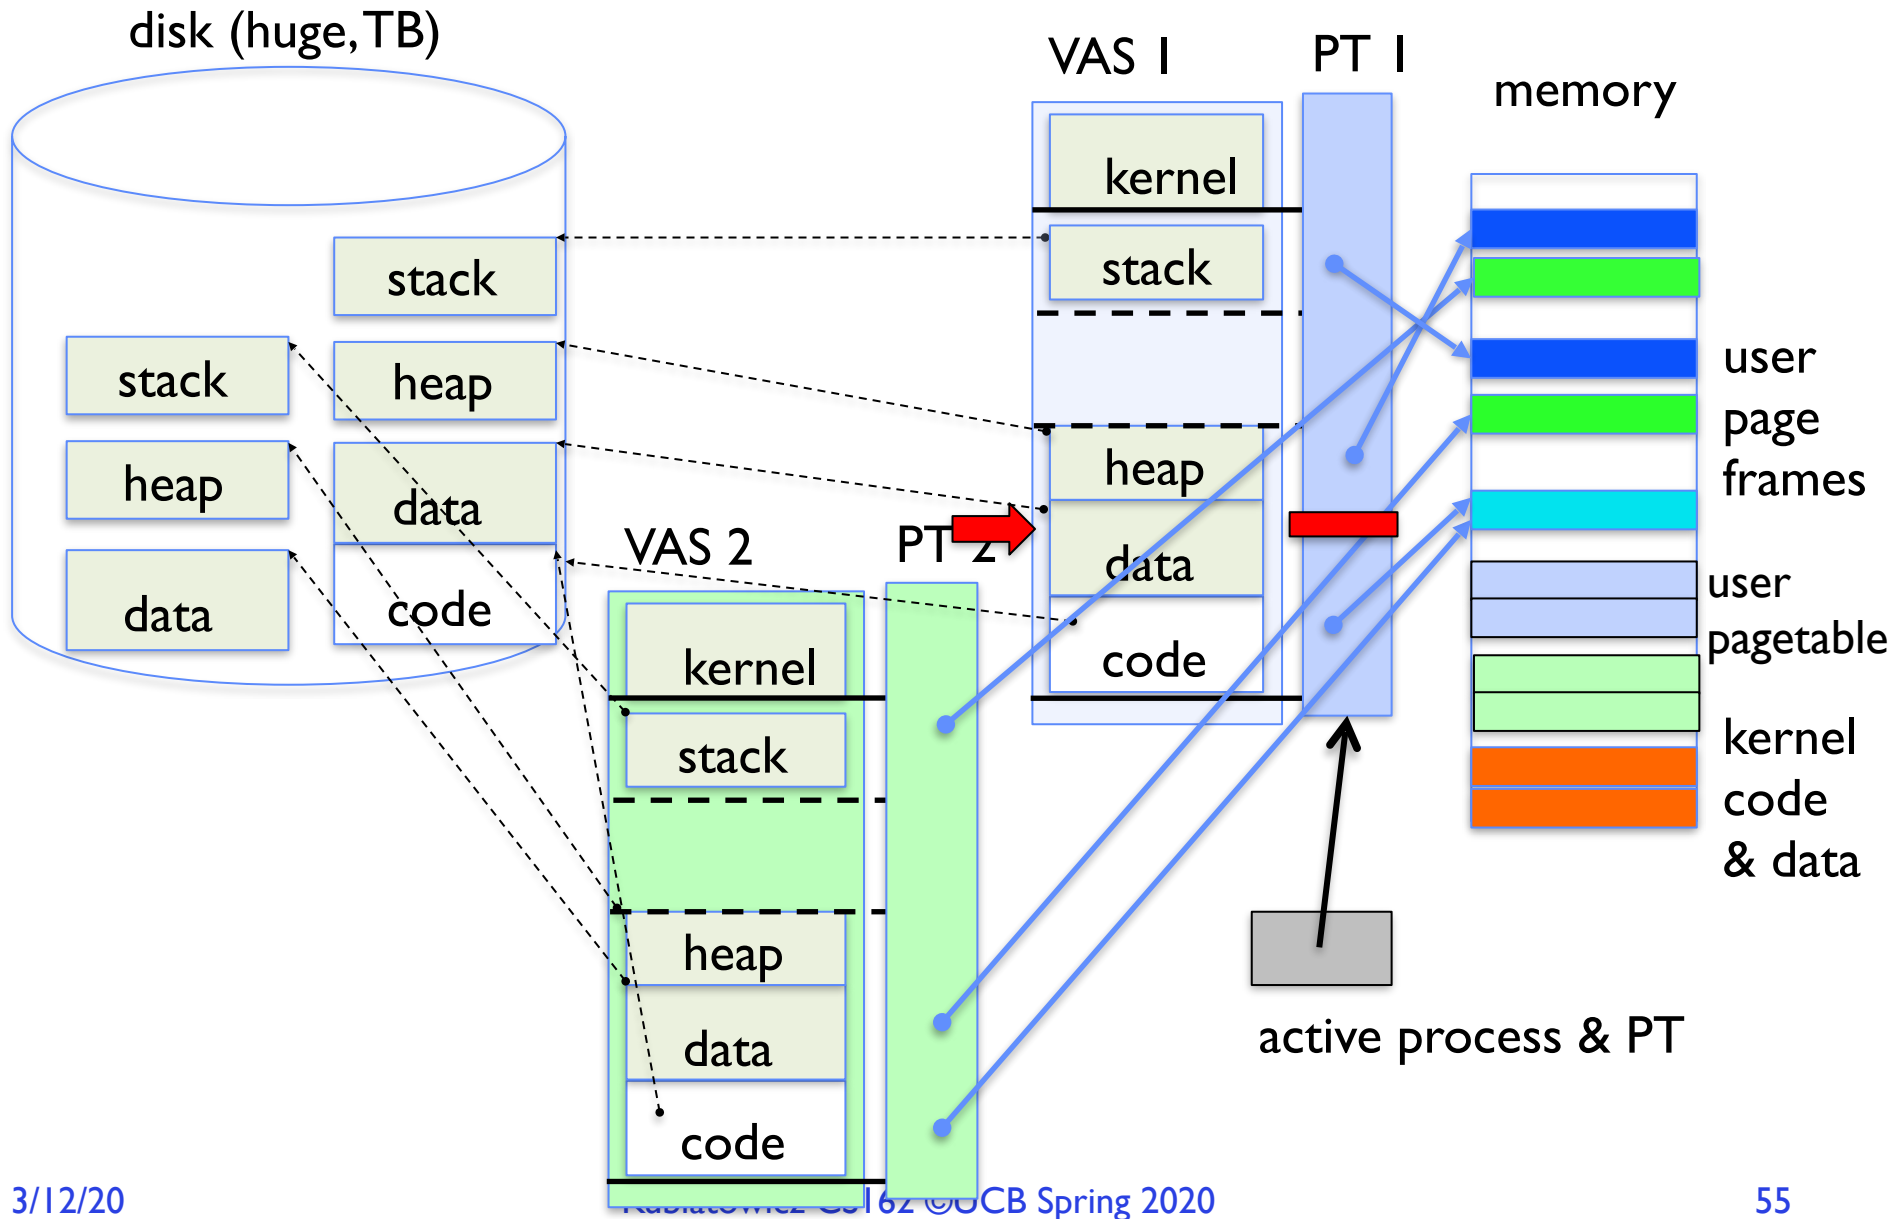 disk (huge, TB)
VAS 1
PT 1
memory
kernel
stack
stack
user
stack
heap
page
heap
heap
frames
data
VAS 2
PT 2
data
user
data
code
pagetable
kernel
code
kernel
stack
code
& data
heap
active process & PT
data
code
3/12/20
Kubiatowicz CS162 ©UCB Spring 2020
55